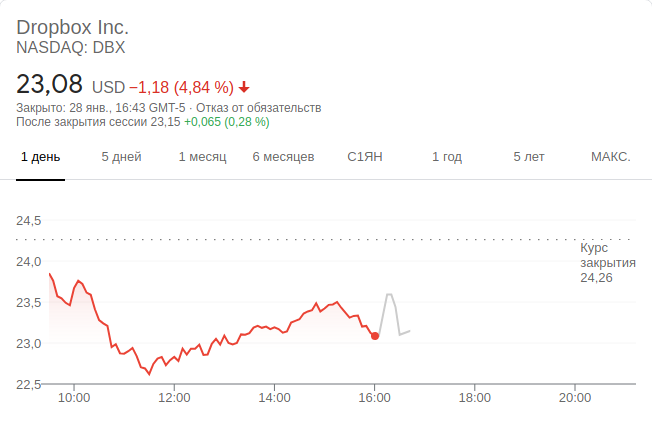 Dropbox Inc.
NASDAQ: DBX
23,08 USD −1,18 (4,84 %)
Закрыто: 28 янв., 16:43 GMT-5 · Отказ от обязательств
После закрытия сессии 23,15 +0,065 (0,28 %)
1 день 5 дней 1 месяц 6 месяцев С1ЯН 1 год 5 лет МАКС.
24,5
Курс
закрытия
24,26
24,0
23,5
23,0
22,5
10:00 12:00 14:00 16:00 18:00 20:00